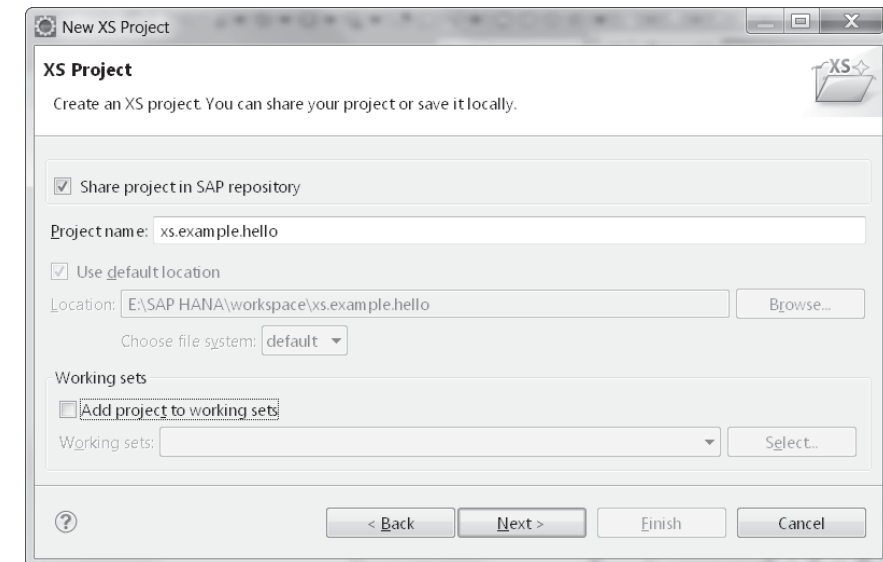 New XS Project
XS Project
XS
Create an XS project. You can share your project or save it locally.
Share project in SAP repository
Project name: xs.example.hello
Use default location
Location: E:\SAP HANA\workspace\xs.example.hello Browse...
Choose file system: default
Working sets
Add project to working sets
Working sets: Select...
? < Back Next > Finish Cancel